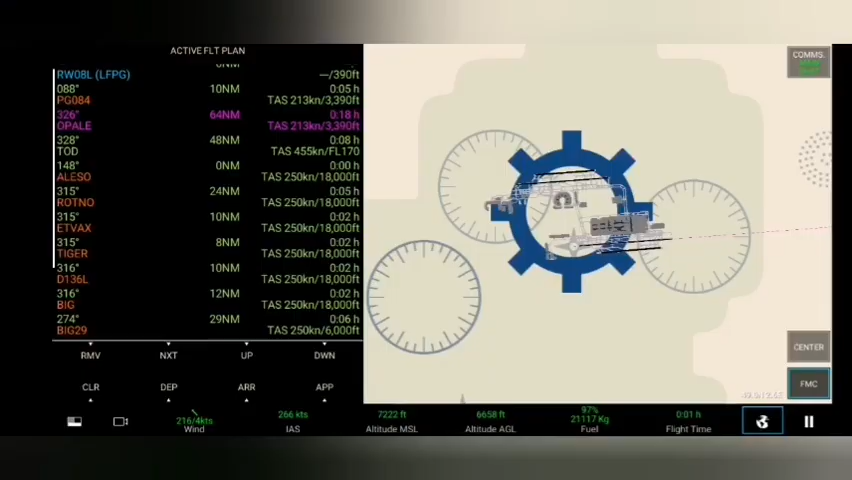 ACTIVE FLT PLAN
RW08L (LFPG) ---/390ft
088° 10NM 0:05 h
PG084 TAS 213kn/3,390ft
326° 64NM 0:18 h
OPALE TAS 213kn/3,390ft
328° 48NM 0:08 h
TOD TAS 455kn/FL170
148° 0NM 0:00 h
ALESO TAS 250kn/18,000ft
315° 24NM 0:05 h
ROTNO TAS 250kn/18,000ft
315° 10NM 0:02 h
ETVAX TAS 250kn/18,000ft
315° 8NM 0:02 h
TIGER TAS 250kn/18,000ft
316° 10NM 0:02 h
D136L TAS 250kn/18,000ft
316° 12NM 0:02 h
BIG TAS 250kn/18,000ft
274° 29NM 0:06 h
BIG29 TAS 250kn/6,000ft
RMV NXT UP DWN
CLR DEP ARR APP
COMMS.
CENTER
FMC
216/4kts
Wind
266 kts
IAS
7222 ft
Altitude MSL
6658 ft
Altitude AGL
97%
21117 Kg
Fuel
0:01 h
Flight Time